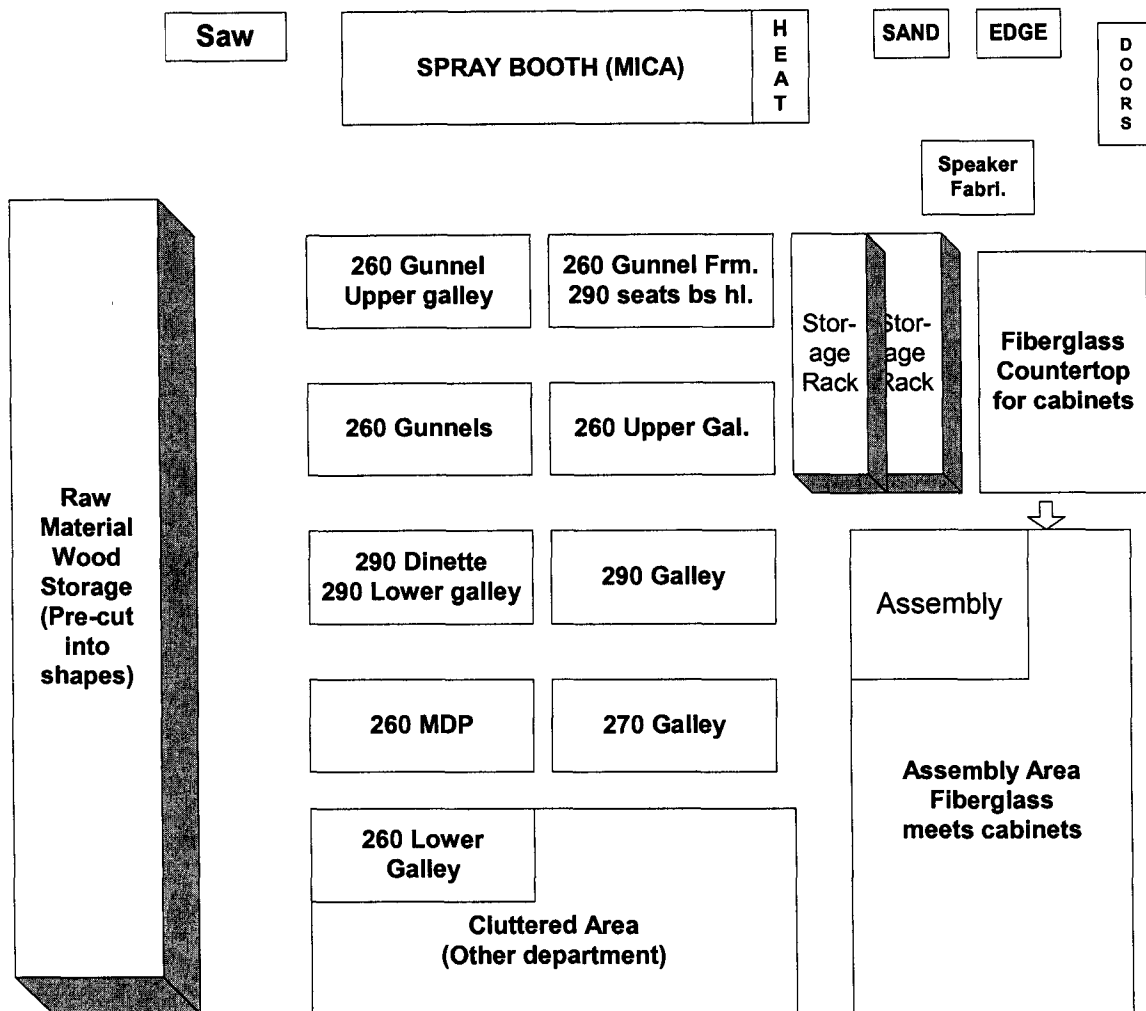 Saw
SPRAY BOOTH (MICA)
H
E
A
T
SAND
EDGE
D
O
O
R
S
Speaker
Fabri.
260 Gunnel
Upper galley
260 Gunnel Frm.
290 seats bs hl.
Stor-
age
Rack
Stor-
age
Rack
Fiberglass
Countertop
for cabinets
260 Gunnels
260 Upper Gal.
Raw
Material
Wood
Storage
(Pre-cut
into
shapes)
290 Dinette
290 Lower galley
290 Galley
Assembly
260 MDP
270 Galley
Assembly Area
Fiberglass
meets cabinets
260 Lower
Galley
Cluttered Area
(Other department)